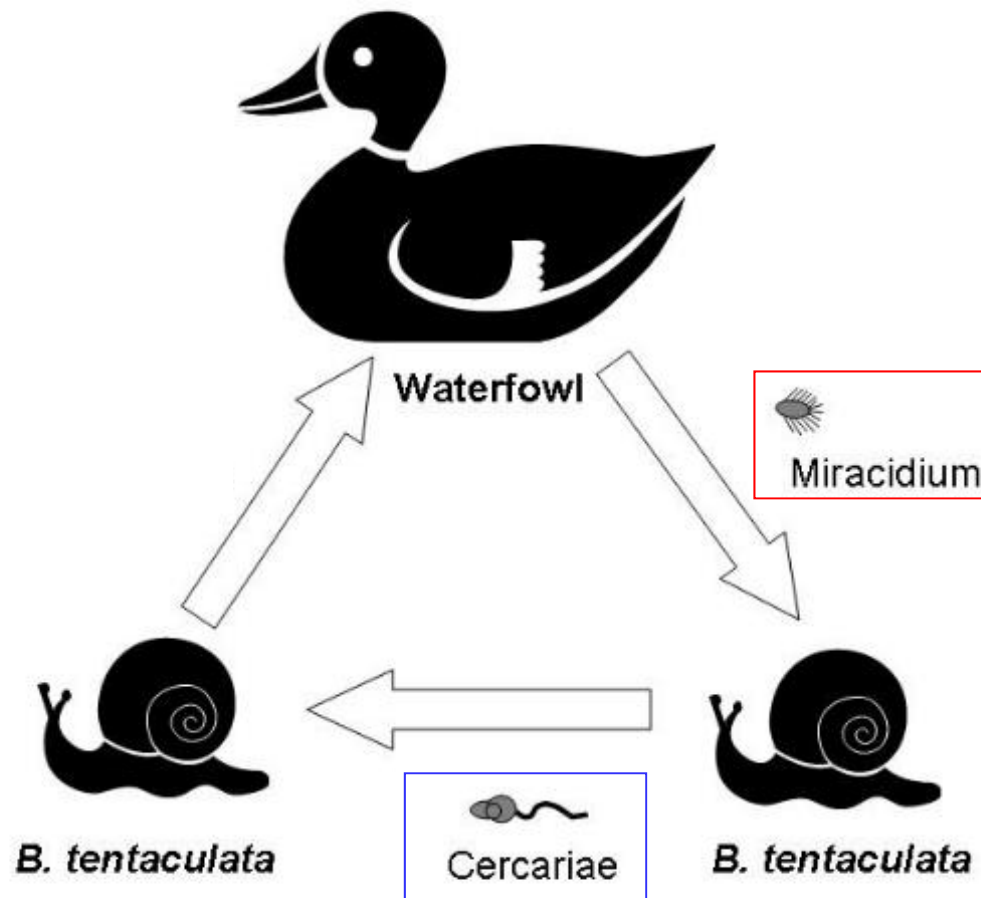 Waterfowl
Miracidium
B. tentaculata
Cercariae
B. tentaculata